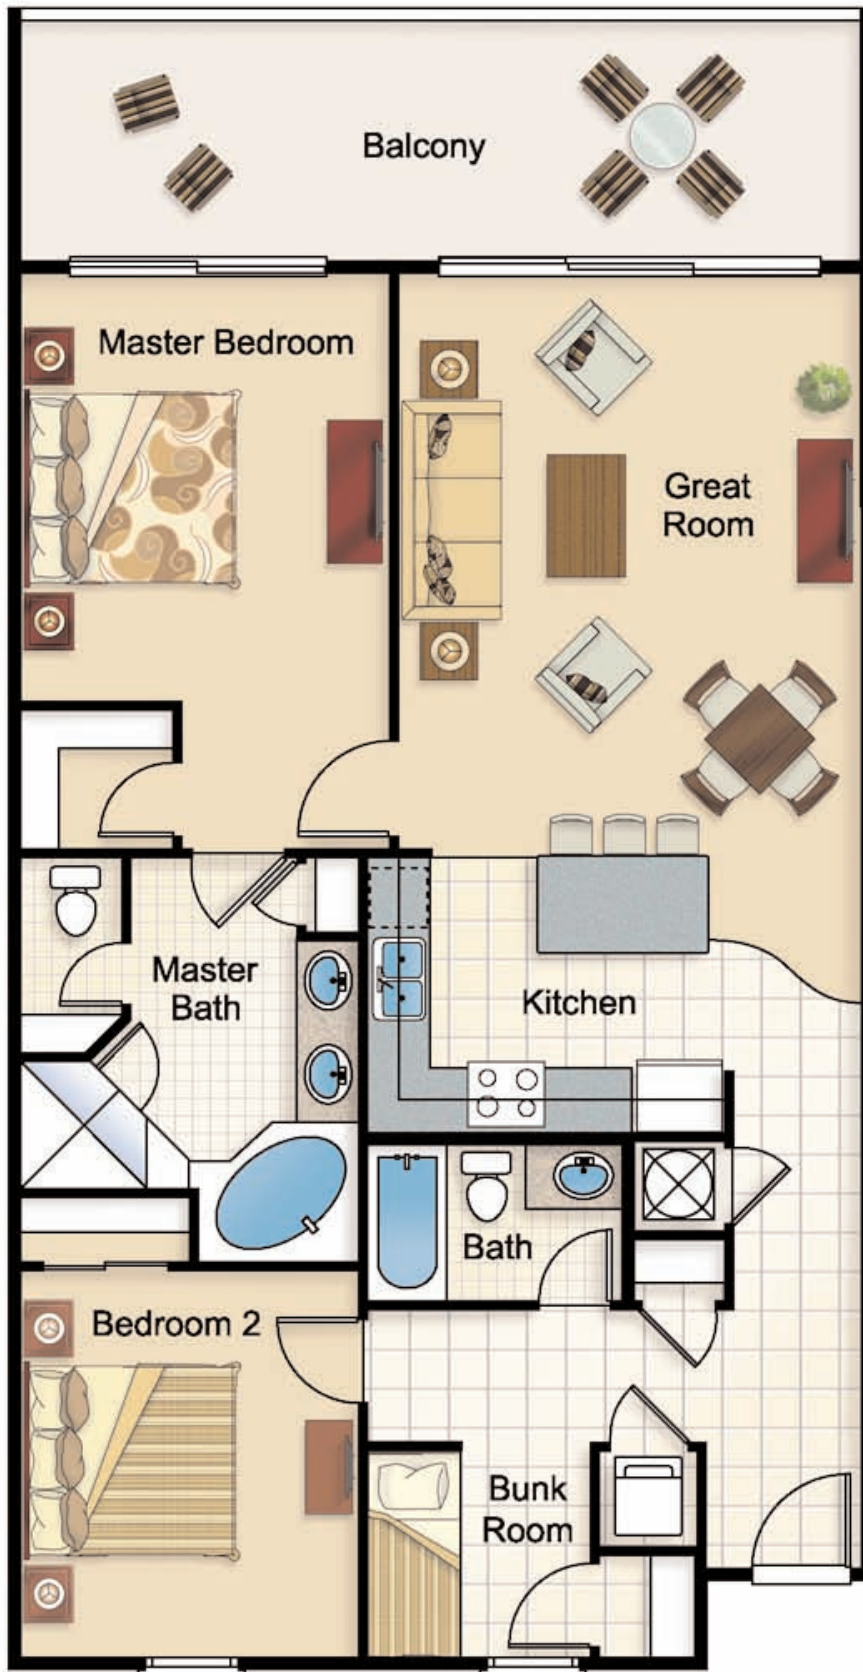 Balcony
Master Bedroom
Great
Room
Master
Bath
Kitchen
Bath
Bedroom 2
Bunk
Room